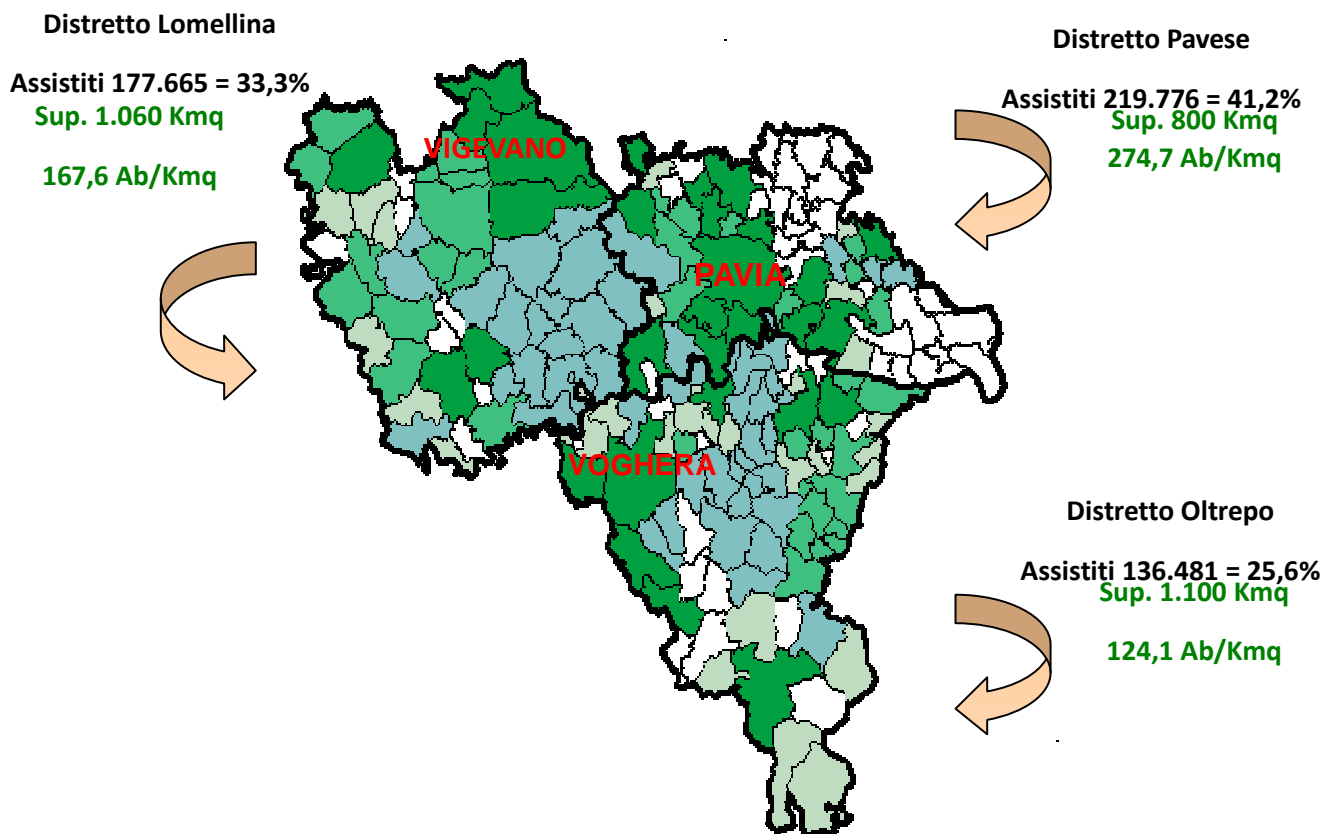 Distretto Lomellina
Assistiti 177.665 = 33,3%
Sup. 1.060 Kmq
167,6 Ab/Kmq
Distretto Pavese
Assistiti 219.776 = 41,2%
Sup. 800 Kmq
274,7 Ab/Kmq
VIGEVANO
PAVIA
VOGHERA
Distretto Oltrepo
Assistiti 136.481 = 25,6%
Sup. 1.100 Kmq
124,1 Ab/Kmq